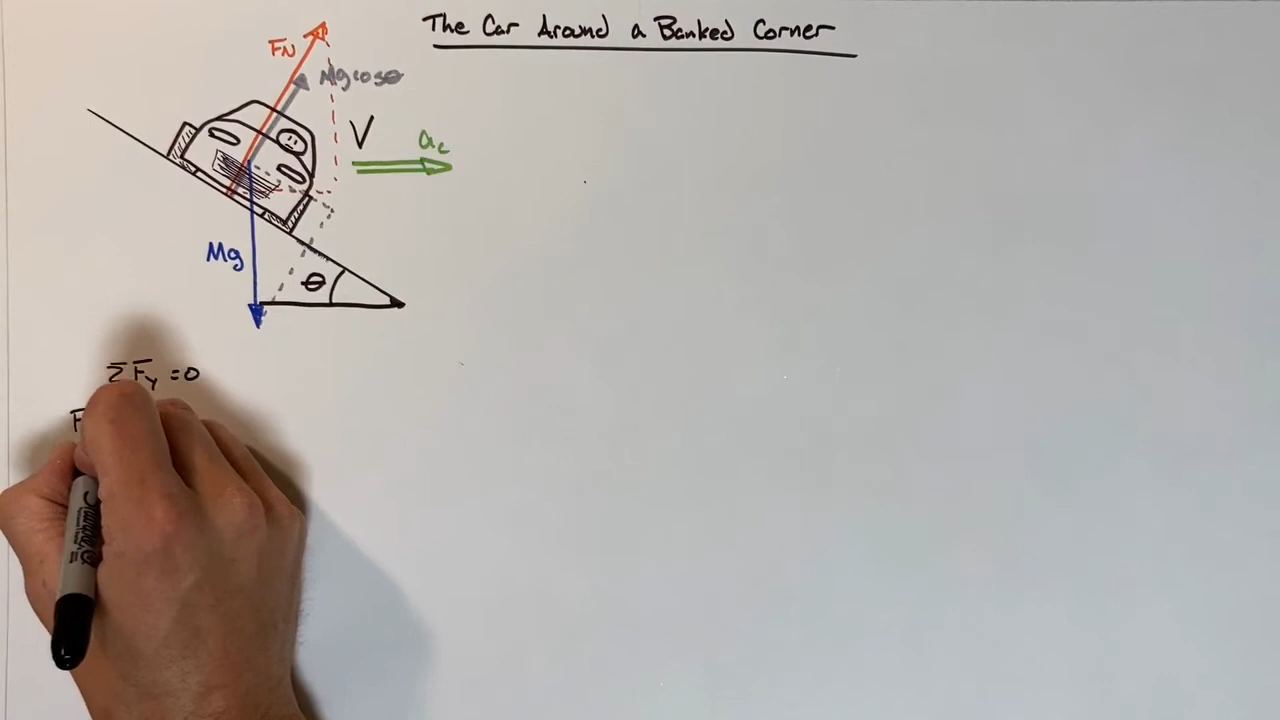 The Car Around a Banked Corner
FN
Mgcosθ
V
ac
Mg
θ
ΣFy =0
F